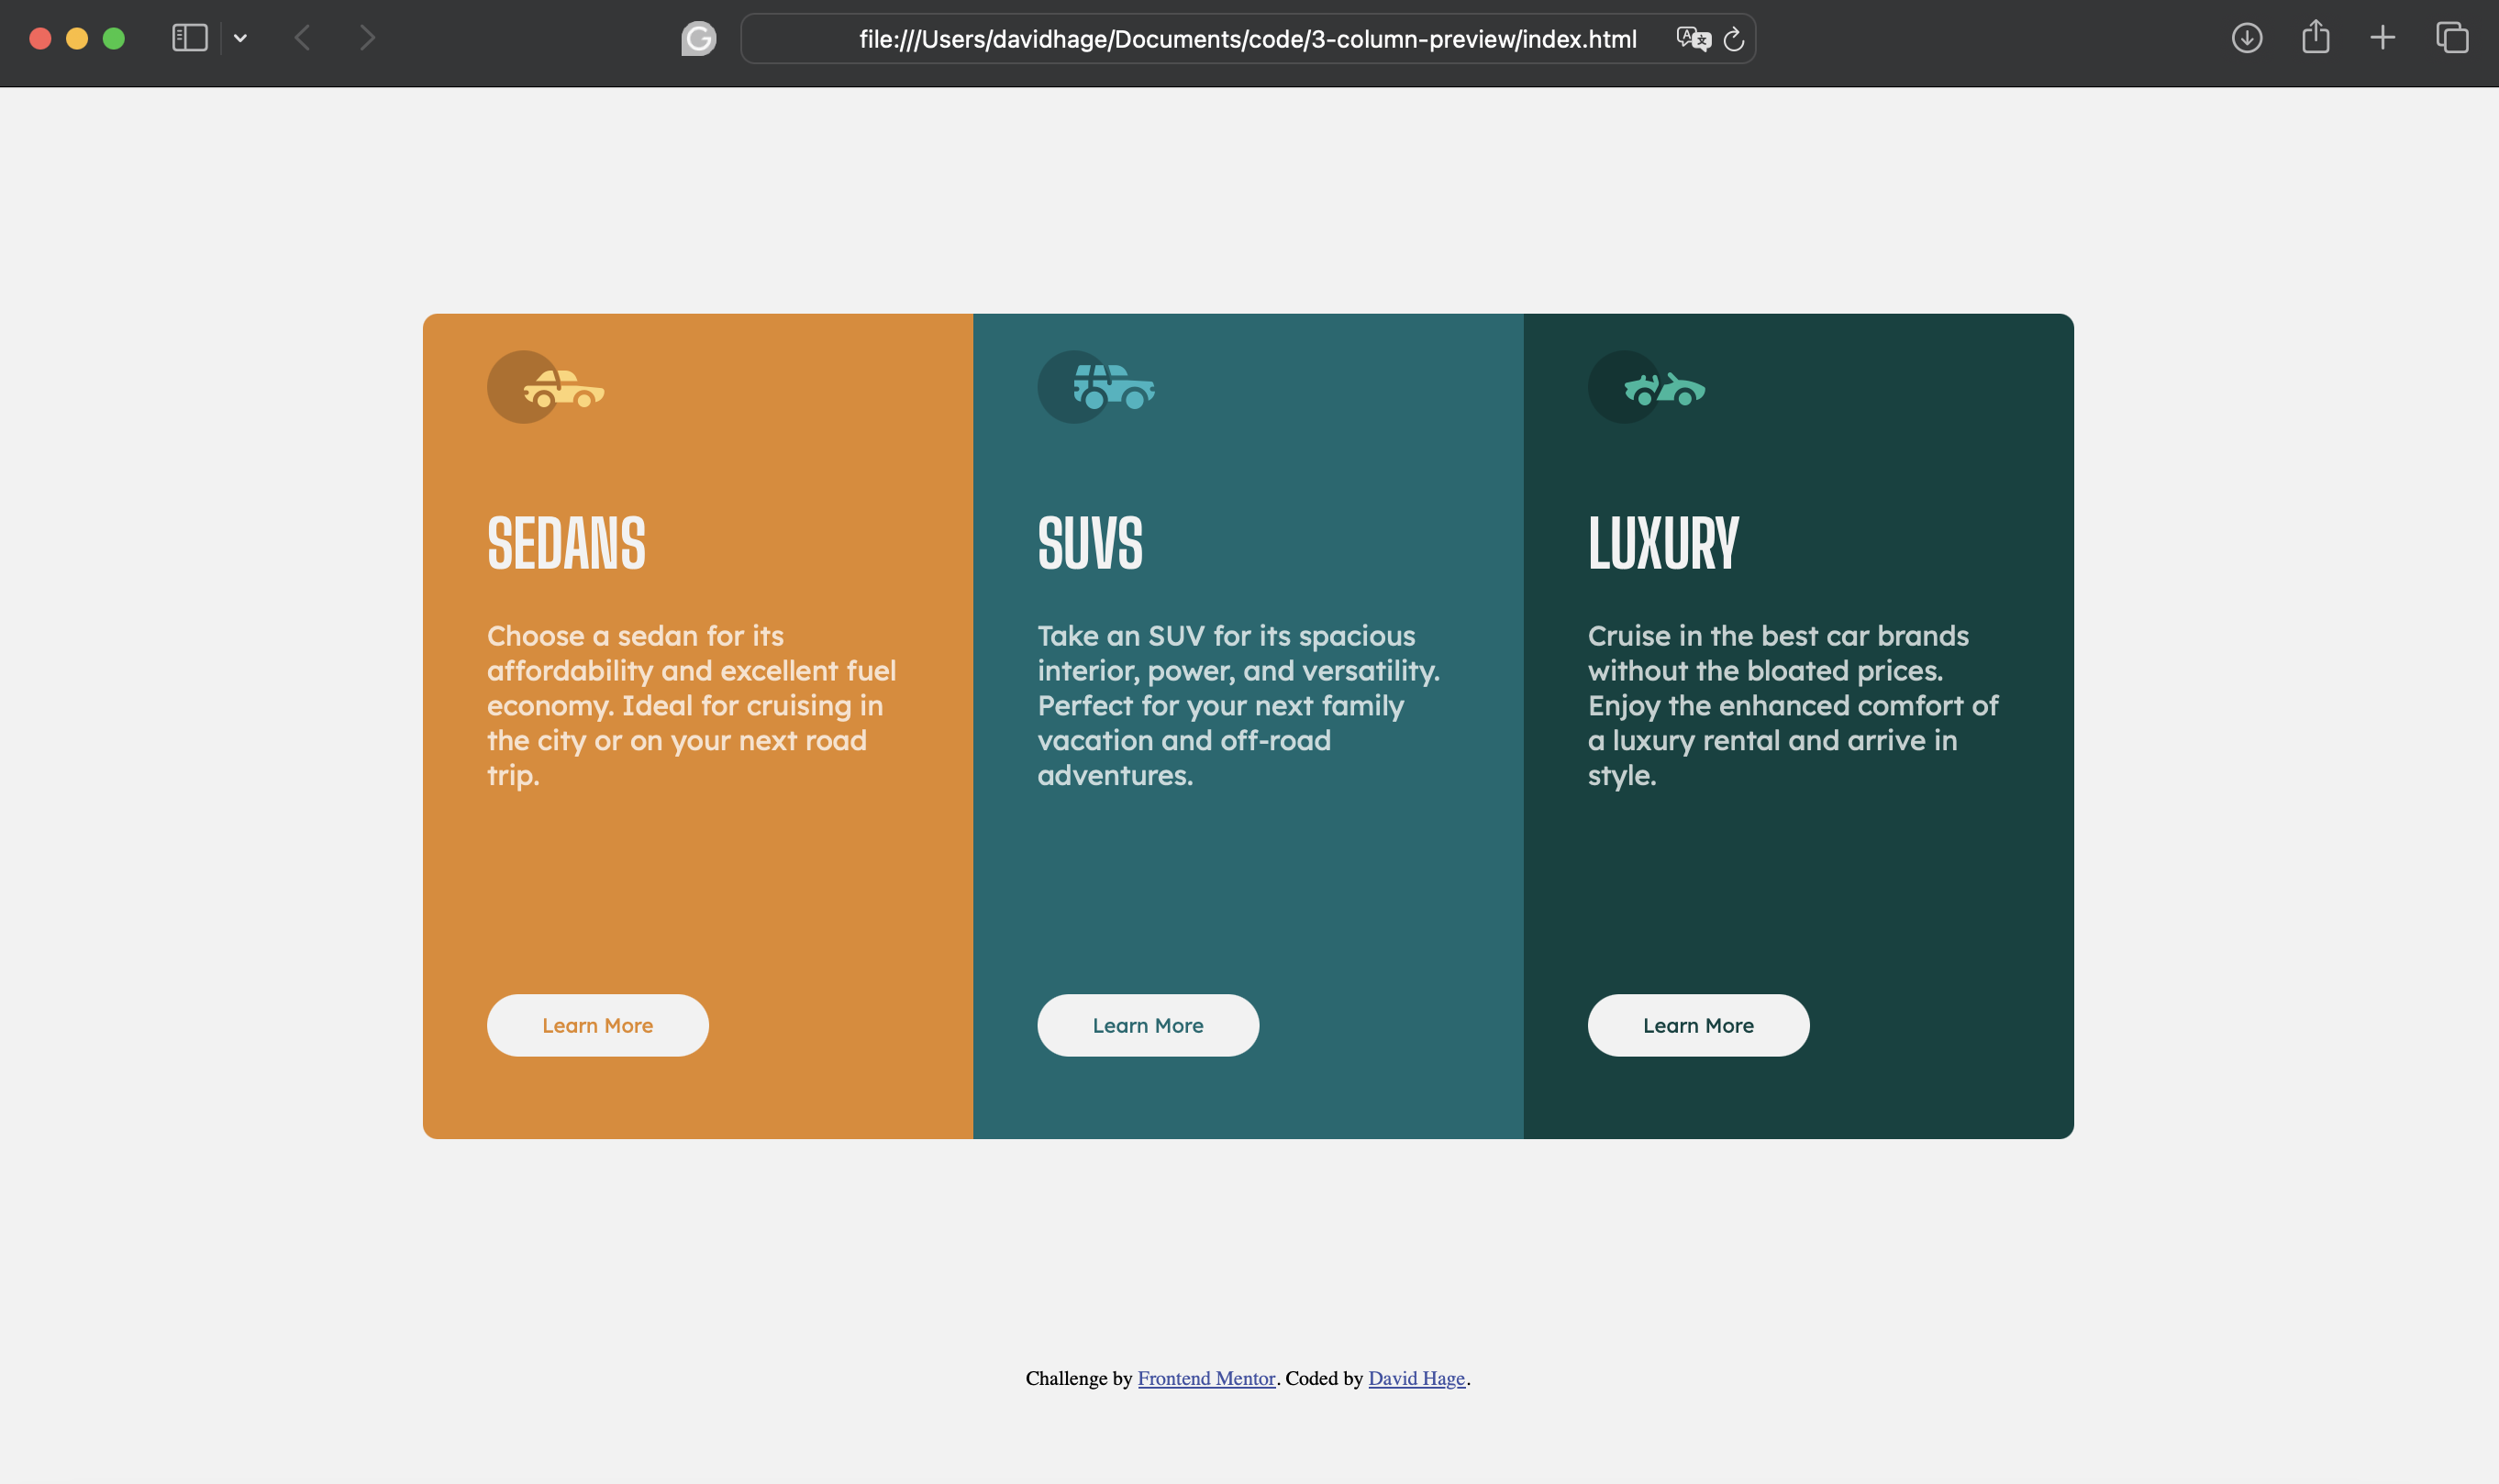 file:///Users/davidhage/Documents/code/3-column-preview/index.html
SEDANS
Choose a sedan for its
affordability and excellent fuel
economy. Ideal for cruising in
the city or on your next road
trip.
Learn More
SUVS
Take an SUV for its spacious
interior, power, and versatility.
Perfect for your next family
vacation and off-road
adventures.
Learn More
LUXURY
Cruise in the best car brands
without the bloated prices.
Enjoy the enhanced comfort of
a luxury rental and arrive in
style.
Learn More
Challenge by Frontend Mentor. Coded by David Hage.